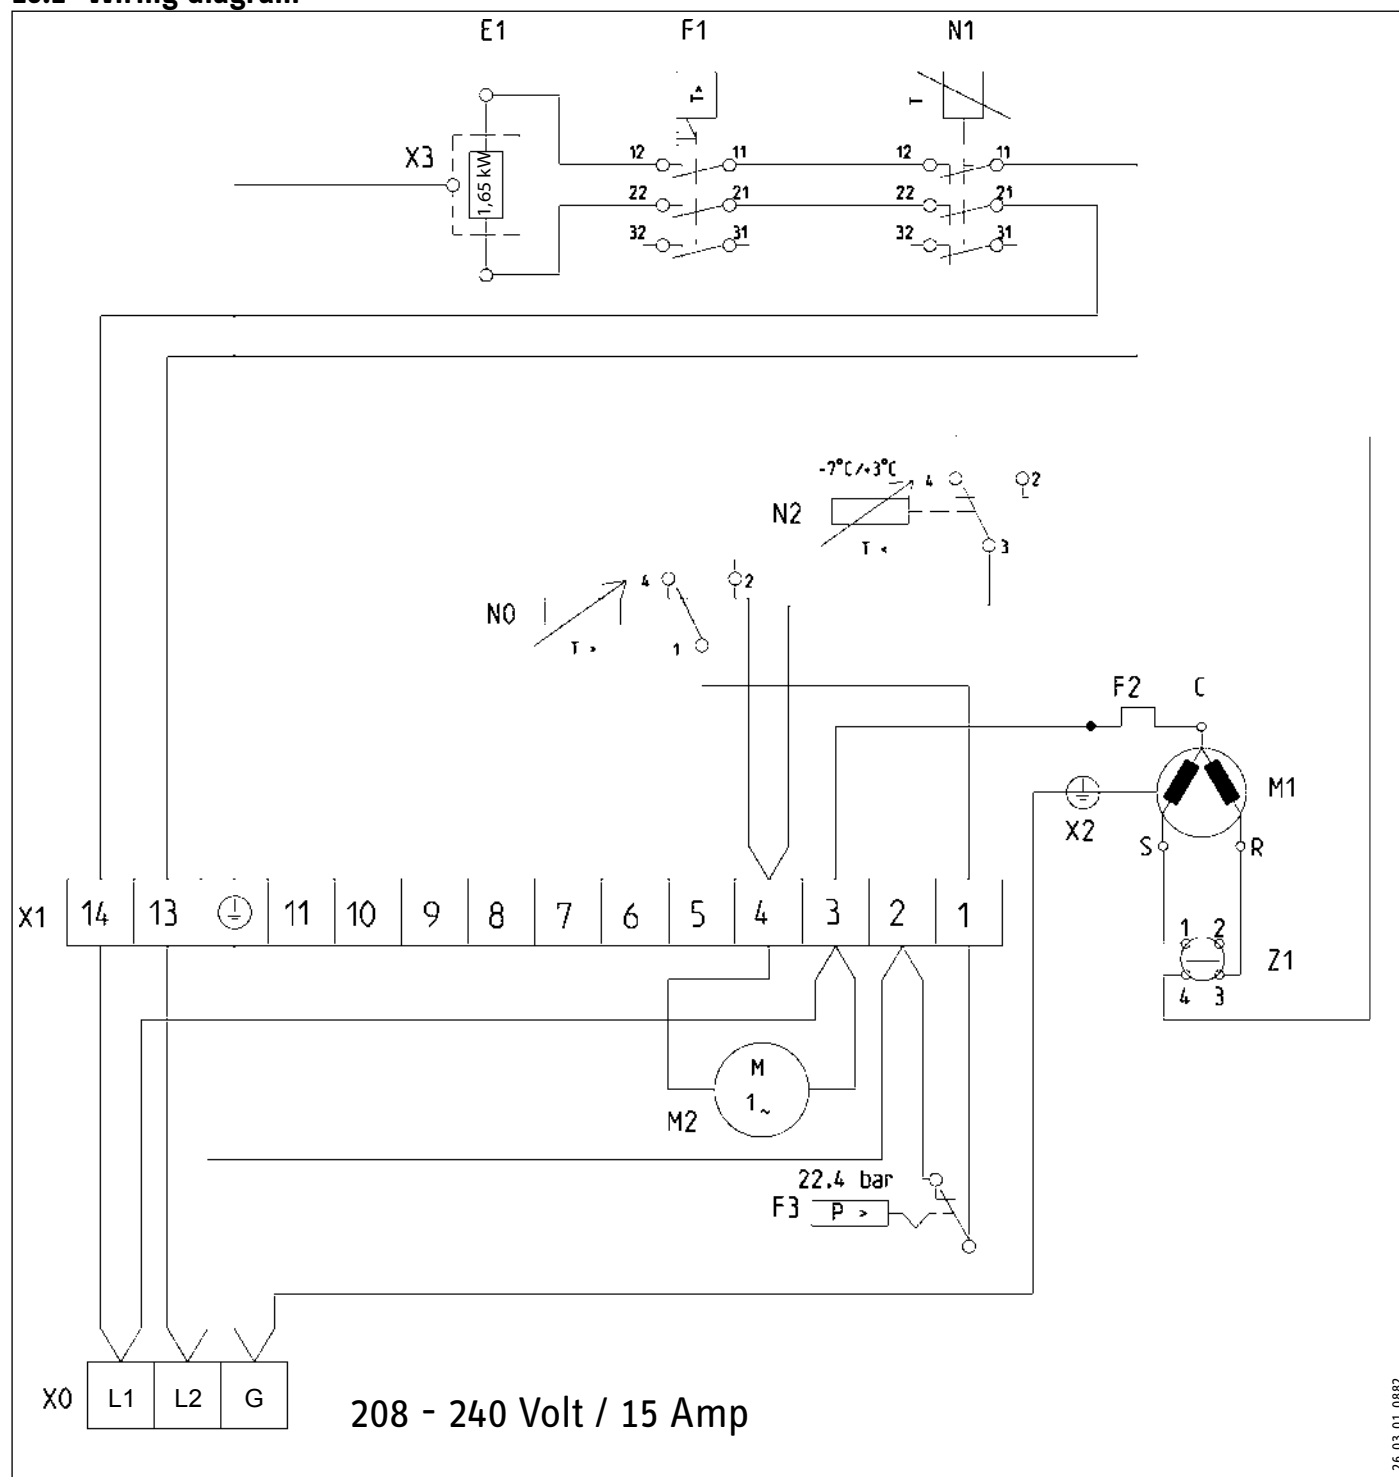 Wiring diagram
E1 F1 N1
T
T
X3
1,65 kW
12 11 12 11
22 21 22 21
32 31 32 31
-7°C/+3°C
4 2
N2
T <
3
4 2
N0
T >
1
F2 C
M1
X2
S R
X1 14 13 11 10 9 8 7 6 5 4 3 2 1
1 2
Z1
4 3
M
1~
M2
22.4 bar
F3 P >
X0 L1 L2 G
208 - 240 Volt / 15 Amp
26_03_01_0882